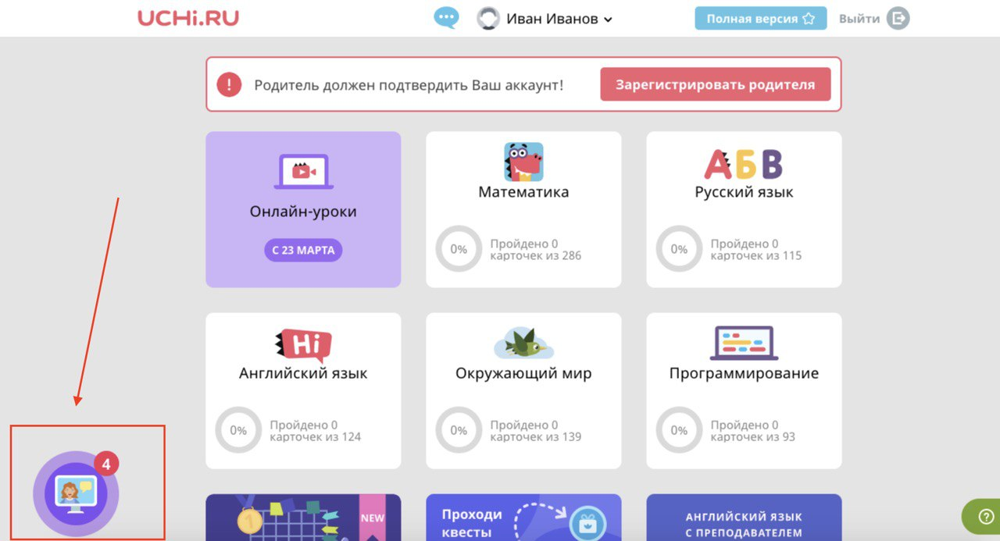 UCHi.RU
Иван Иванов
Полная версия
Выйти
!
Родитель должен подтвердить Ваш аккаунт!
Зарегистрировать родителя
Онлайн-уроки
С 23 МАРТА
Математика
0%
Пройдено 0
карточек из 286
АБВ
Русский язык
0%
Пройдено 0
карточек из 115
Hi
Английский язык
0%
Пройдено 0
карточек из 124
Окружающий мир
0%
Пройдено 0
карточек из 139
Программирование
0%
Пройдено 0
карточек из 93
4
1
NEW
Проходи
квесты
АНГЛИЙСКИЙ ЯЗЫК
С ПРЕПОДАВАТЕЛЕМ
?